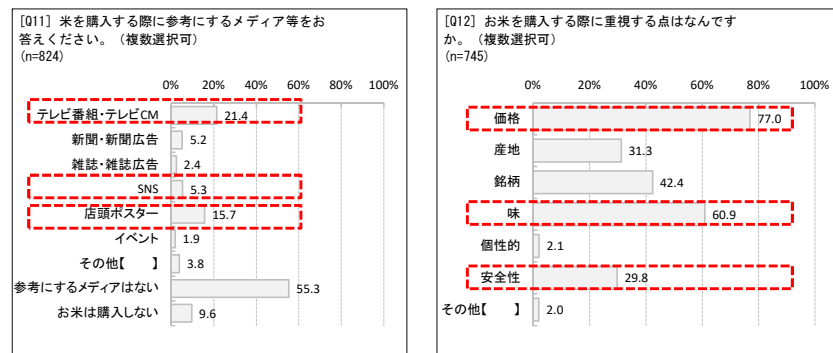 [Q11] 米を購入する際に参考にするメディア等をお
答えください。（複数選択可）
(n=824)
0% 20% 40% 60% 80% 100%
テレビ番組・テレビCM 21.4
新聞・新聞広告 5.2
雑誌・雑誌広告 2.4
SNS 5.3
店頭ポスター 15.7
イベント 1.9
その他【　　】 3.8
参考にするメディアはない 55.3
お米は購入しない 9.6
[Q12] お米を購入する際に重視する点はなんです
か。（複数選択可）
(n=745)
0% 20% 40% 60% 80% 100%
価格 77.0
産地 31.3
銘柄 42.4
味 60.9
個性的 2.1
安全性 29.8
その他【　　】 2.0